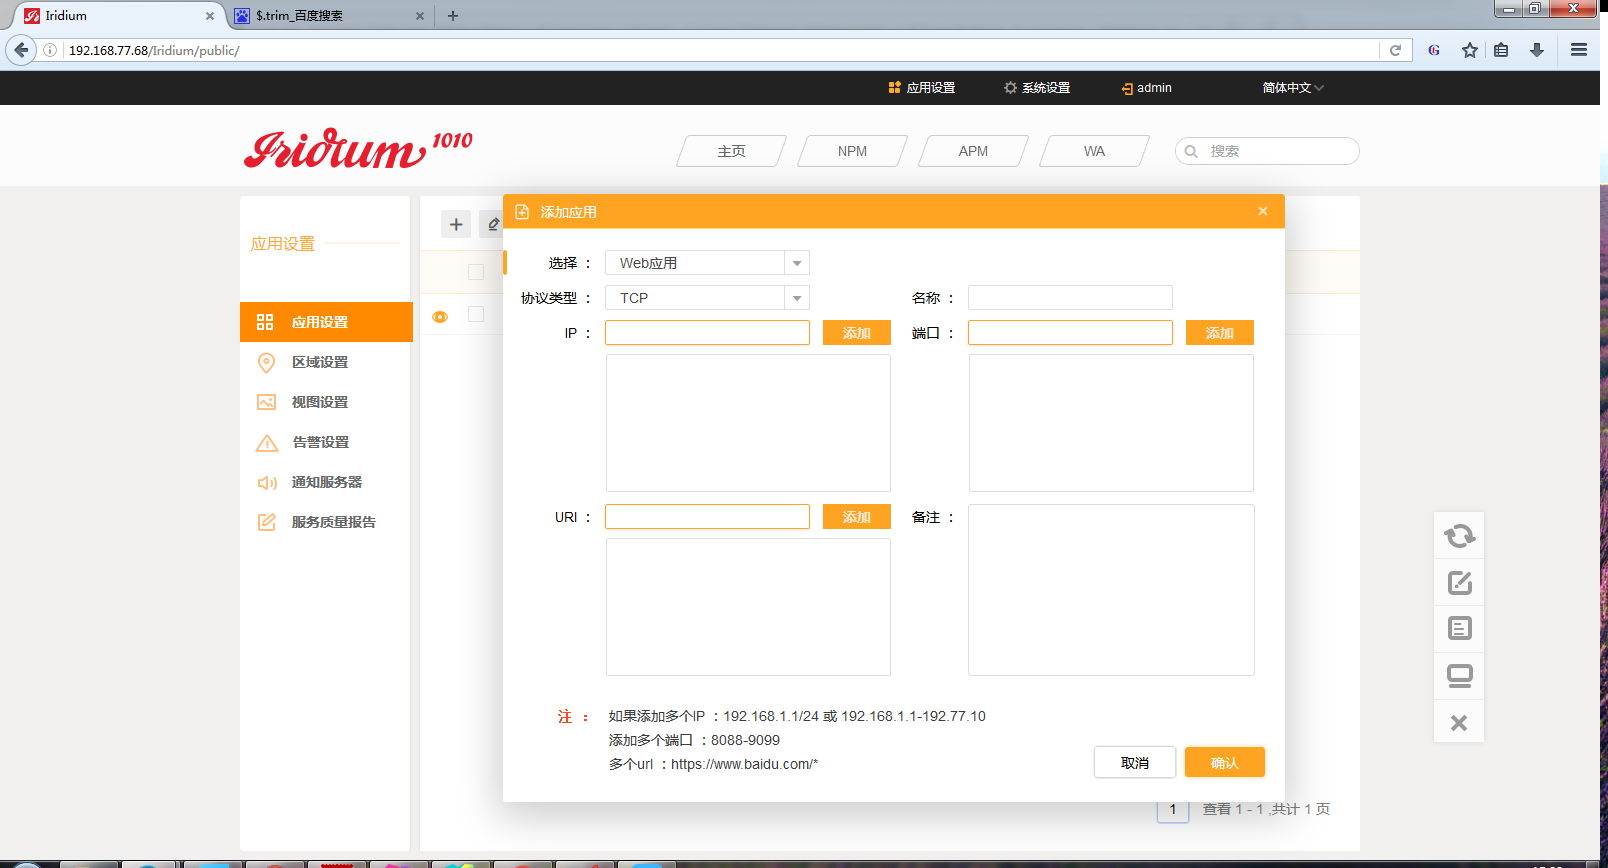 Iridium
$.trim_百度搜索
192.168.77.68/Iridium/public/
应用设置
系统设置
admin
简体中文
Iridium 1010
主页
NPM
APM
WA
搜索
应用设置
应用设置
区域设置
视图设置
告警设置
通知服务器
服务质量报告
添加应用
选择 ：
Web应用
协议类型 ：
TCP
名称 ：
IP ：
添加
端口 ：
添加
URI ：
添加
备注 ：
注 ：
如果添加多个IP ：192.168.1.1/24 或 192.168.1.1-192.77.10
添加多个端口 ：8088-9099
多个url ：https://www.baidu.com/*
取消
确认
1
查看 1 - 1 ,共计 1 页